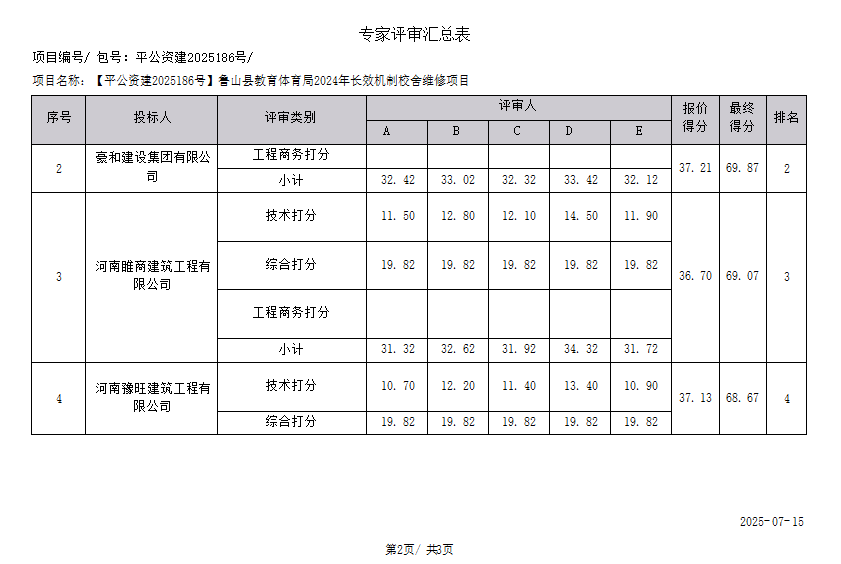 专家评审汇总表
项目编号/ 包号：平公资建2025186号/
项目名称：【平公资建2025186号】鲁山县教育体育局2024年长效机制校舍维修项目
序号 投标人 评审类别 评审人 报价得分 最终得分 排名
A B C D E
2 豪和建设集团有限公司 工程商务打分 37.21 69.87 2
小计 32.42 33.02 32.32 33.42 32.12
3 河南睢商建筑工程有限公司 技术打分 11.50 12.80 12.10 14.50 11.90 36.70 69.07 3
综合打分 19.82 19.82 19.82 19.82 19.82
工程商务打分
小计 31.32 32.62 31.92 34.32 31.72
4 河南豫旺建筑工程有限公司 技术打分 10.70 12.20 11.40 13.40 10.90 37.13 68.67 4
综合打分 19.82 19.82 19.82 19.82 19.82
2025-07-15
第2页/ 共3页